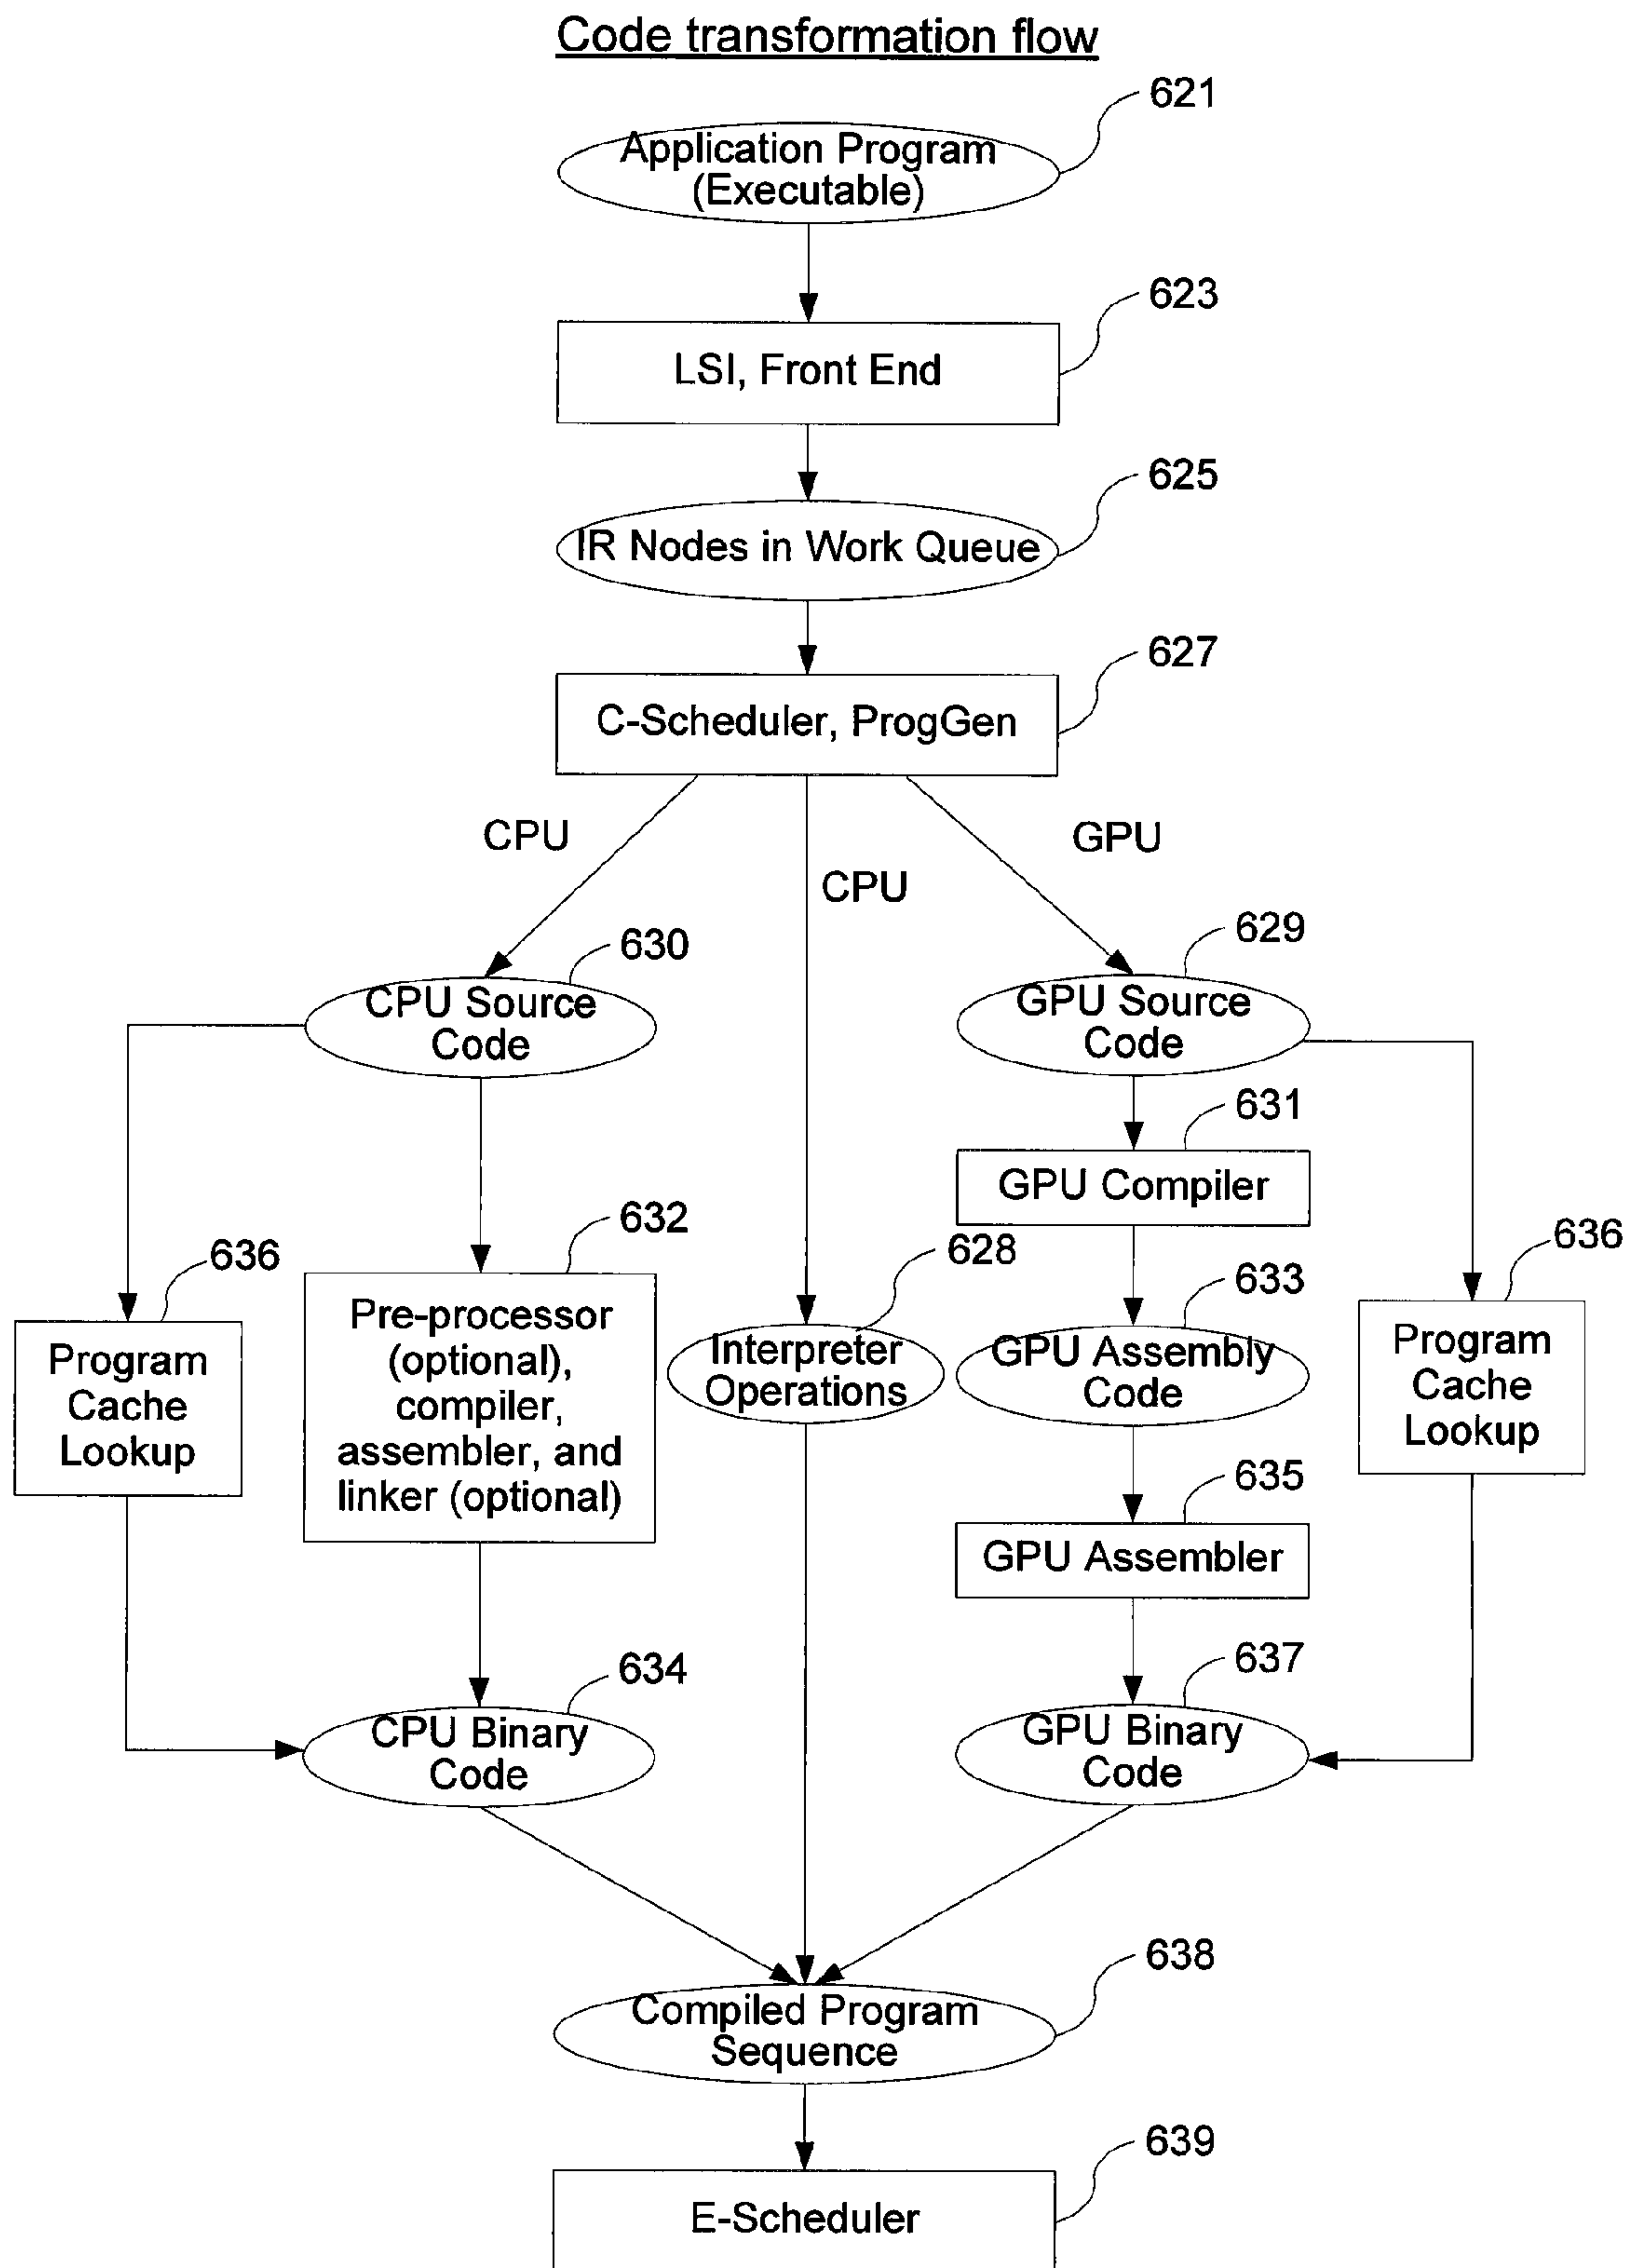 Code transformation flow
621
Application Program
(Executable)
623
LSI, Front End
625
IR Nodes in Work Queue
627
C-Scheduler, ProgGen
CPU
CPU
GPU
630
CPU Source
Code
629
GPU Source
Code
631
GPU Compiler
636
Program
Cache
Lookup
632
Pre-processor
(optional),
compiler,
assembler, and
linker (optional)
628
Interpreter
Operations
633
GPU Assembly
Code
636
Program
Cache
Lookup
635
GPU Assembler
634
CPU Binary
Code
637
GPU Binary
Code
638
Compiled Program
Sequence
639
E-Scheduler